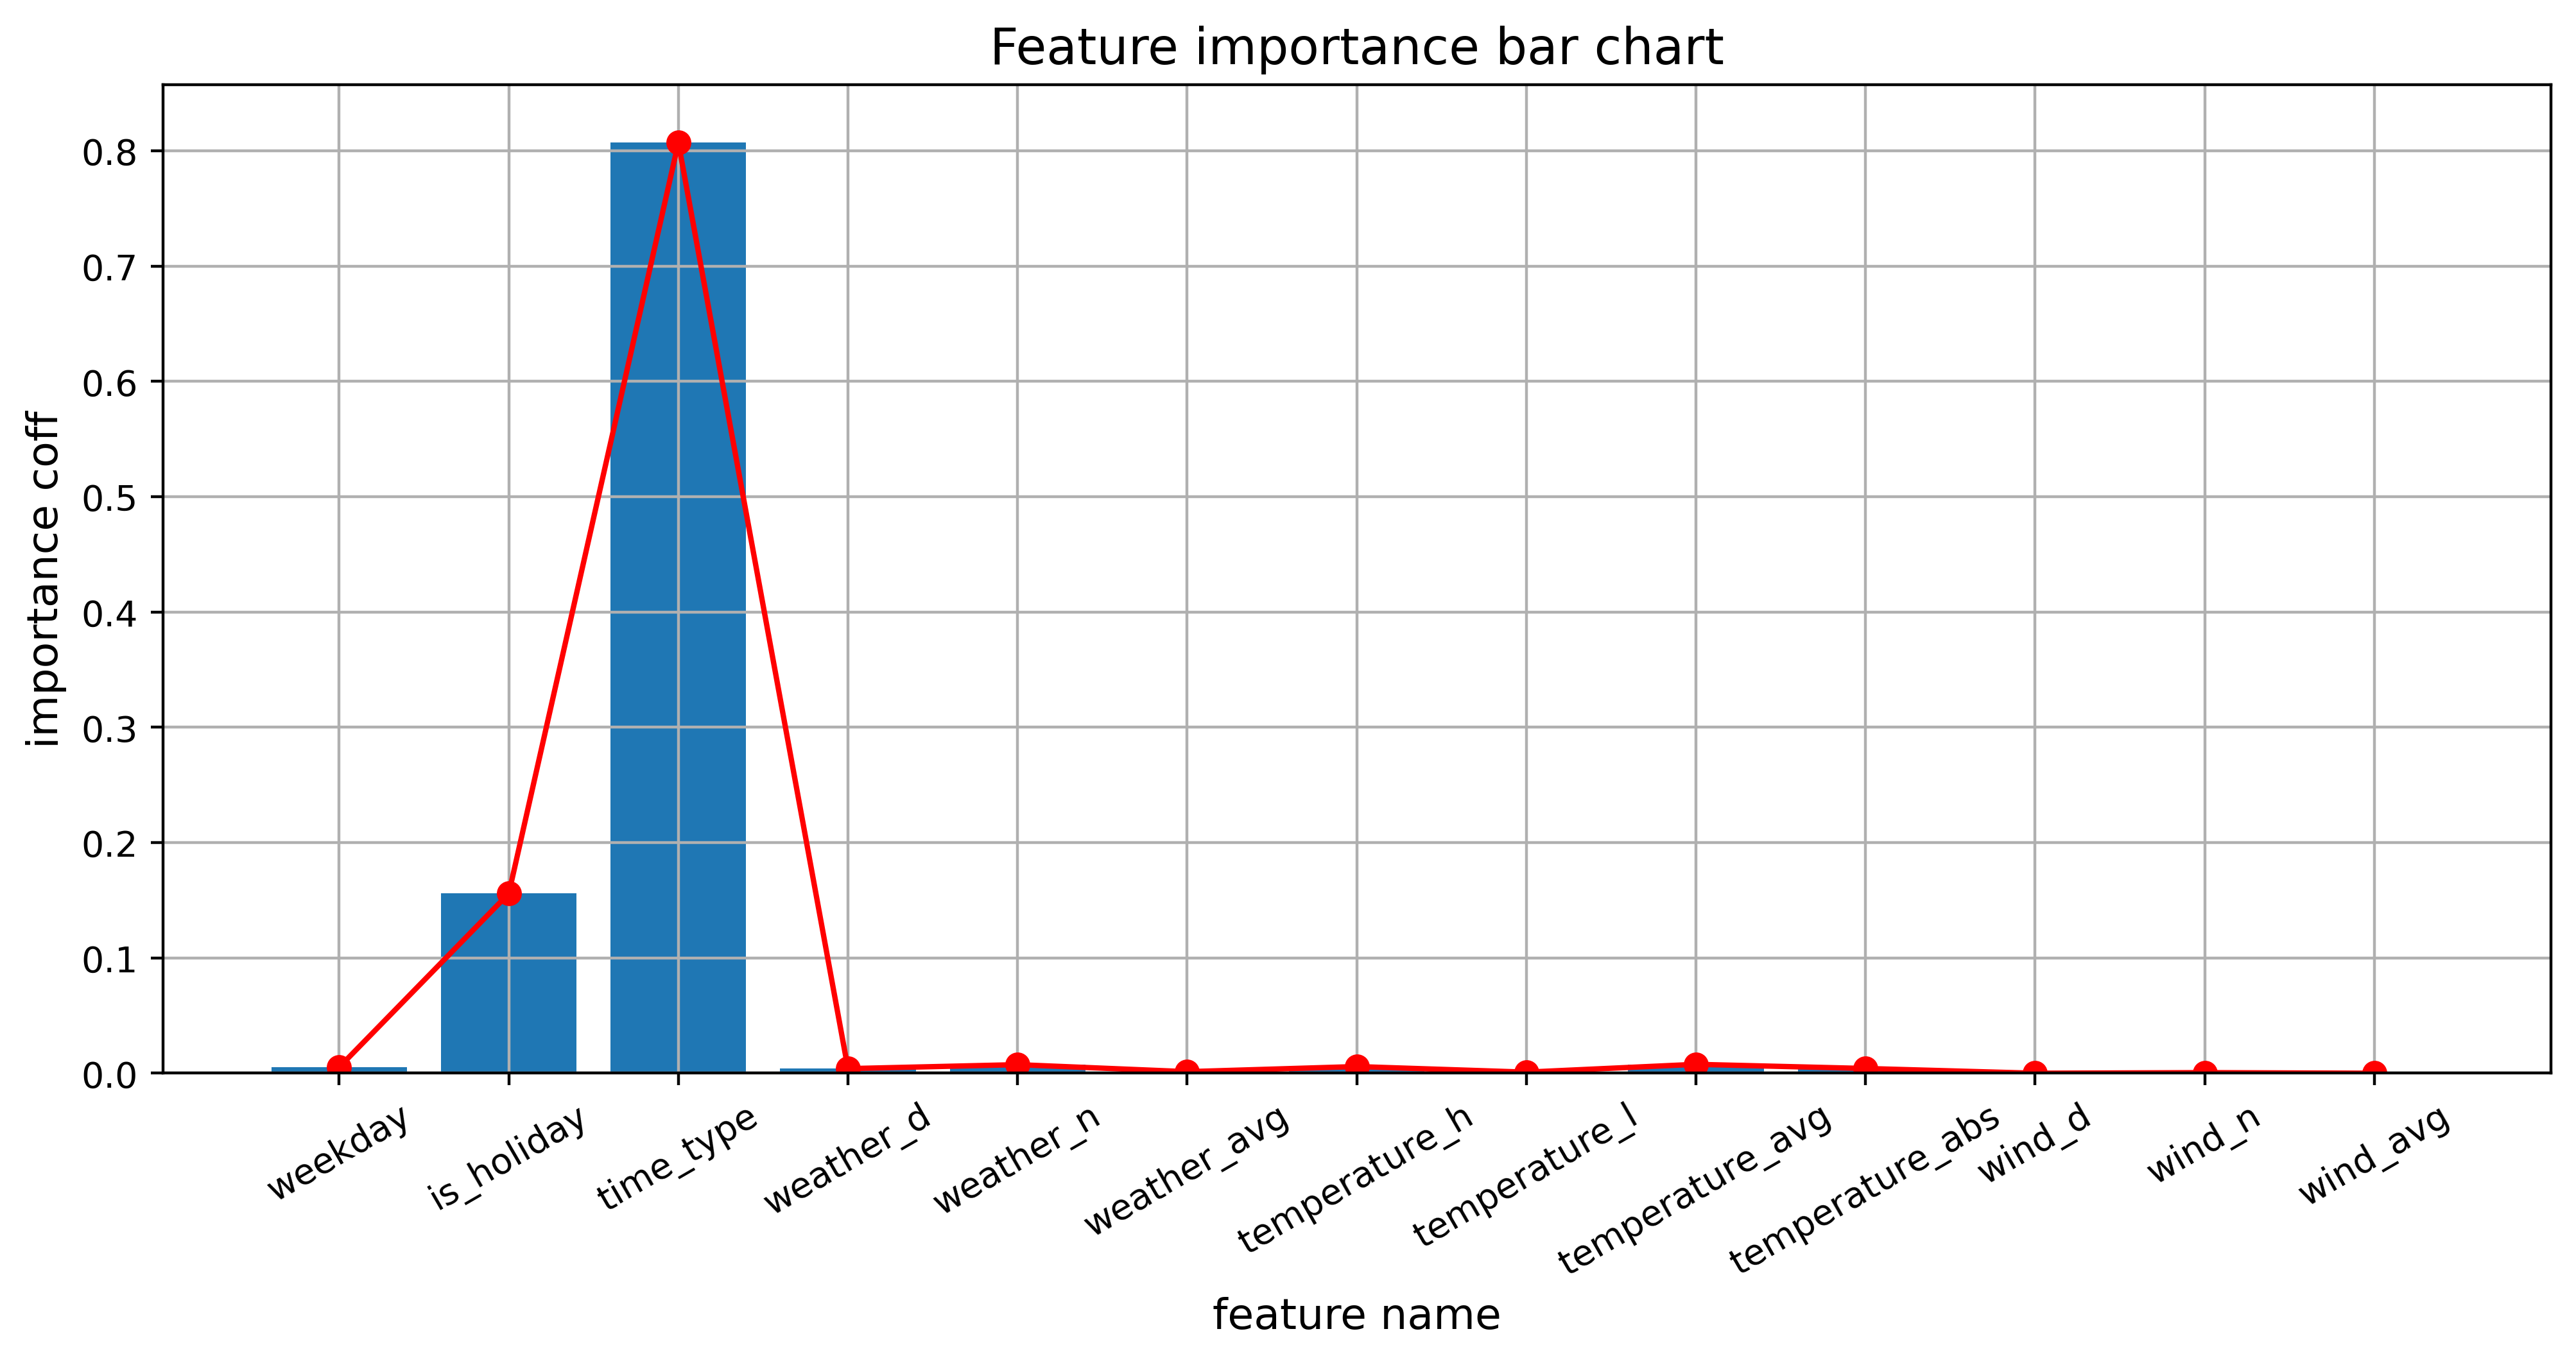 Feature importance bar chart
importance coff
0.8
0.7
0.6
0.5
0.4
0.3
0.2
0.1
0.0
weekday
is_holiday
time_type
weather_d
weather_n
weather_avg
temperature_h
temperature_l
temperature_avg
temperature_abs
wind_d
wind_n
wind_avg
feature name